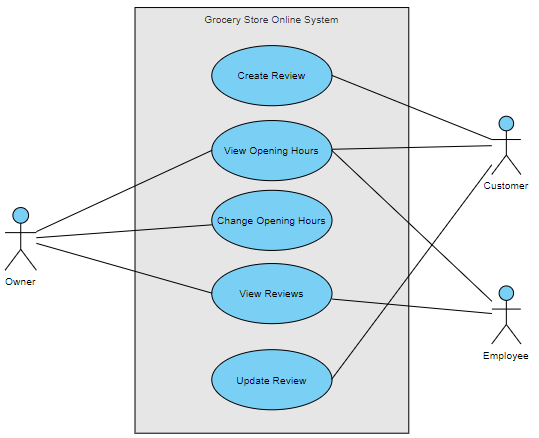 Grocery Store Online System
Create Review
View Opening Hours
Customer
Change Opening Hours
Owner
View Reviews
Employee
Update Review